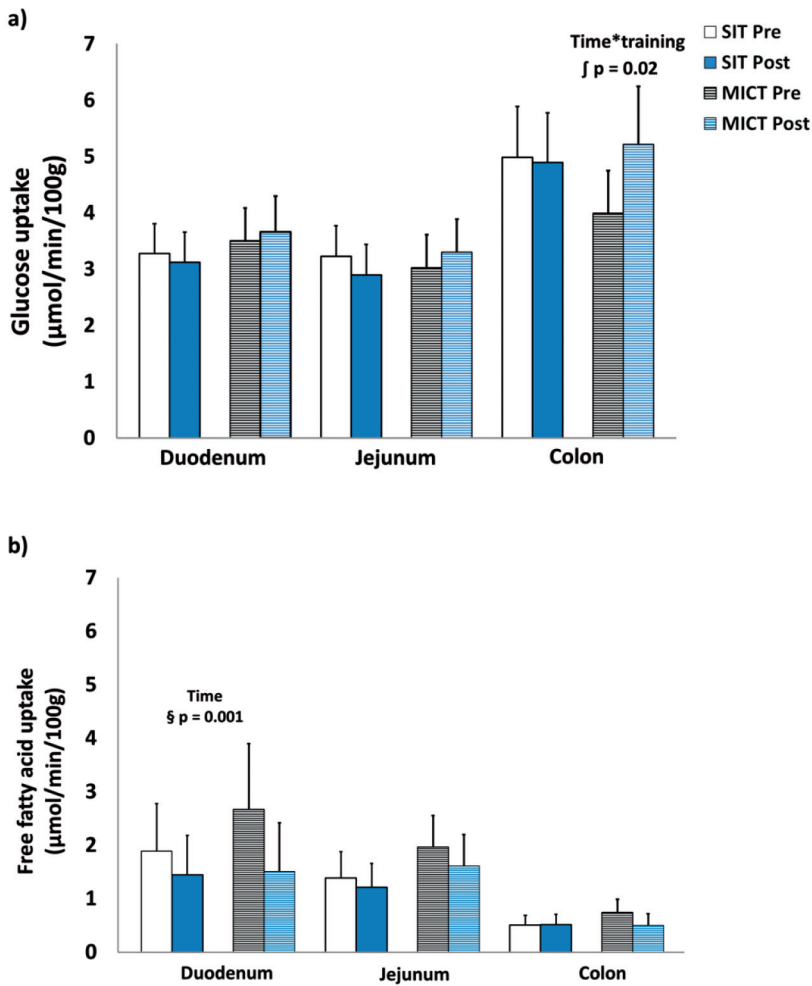 a)
Glucose uptake
(μmol/min/100g)
7
6
5
4
3
2
1
0
Time*training
ʃ p = 0.02
SIT Pre
SIT Post
MICT Pre
MICT Post
Duodenum
Jejunum
Colon
b)
Free fatty acid uptake
(μmol/min/100g)
7
6
5
4
3
2
1
0
Time
§ p = 0.001
Duodenum
Jejunum
Colon